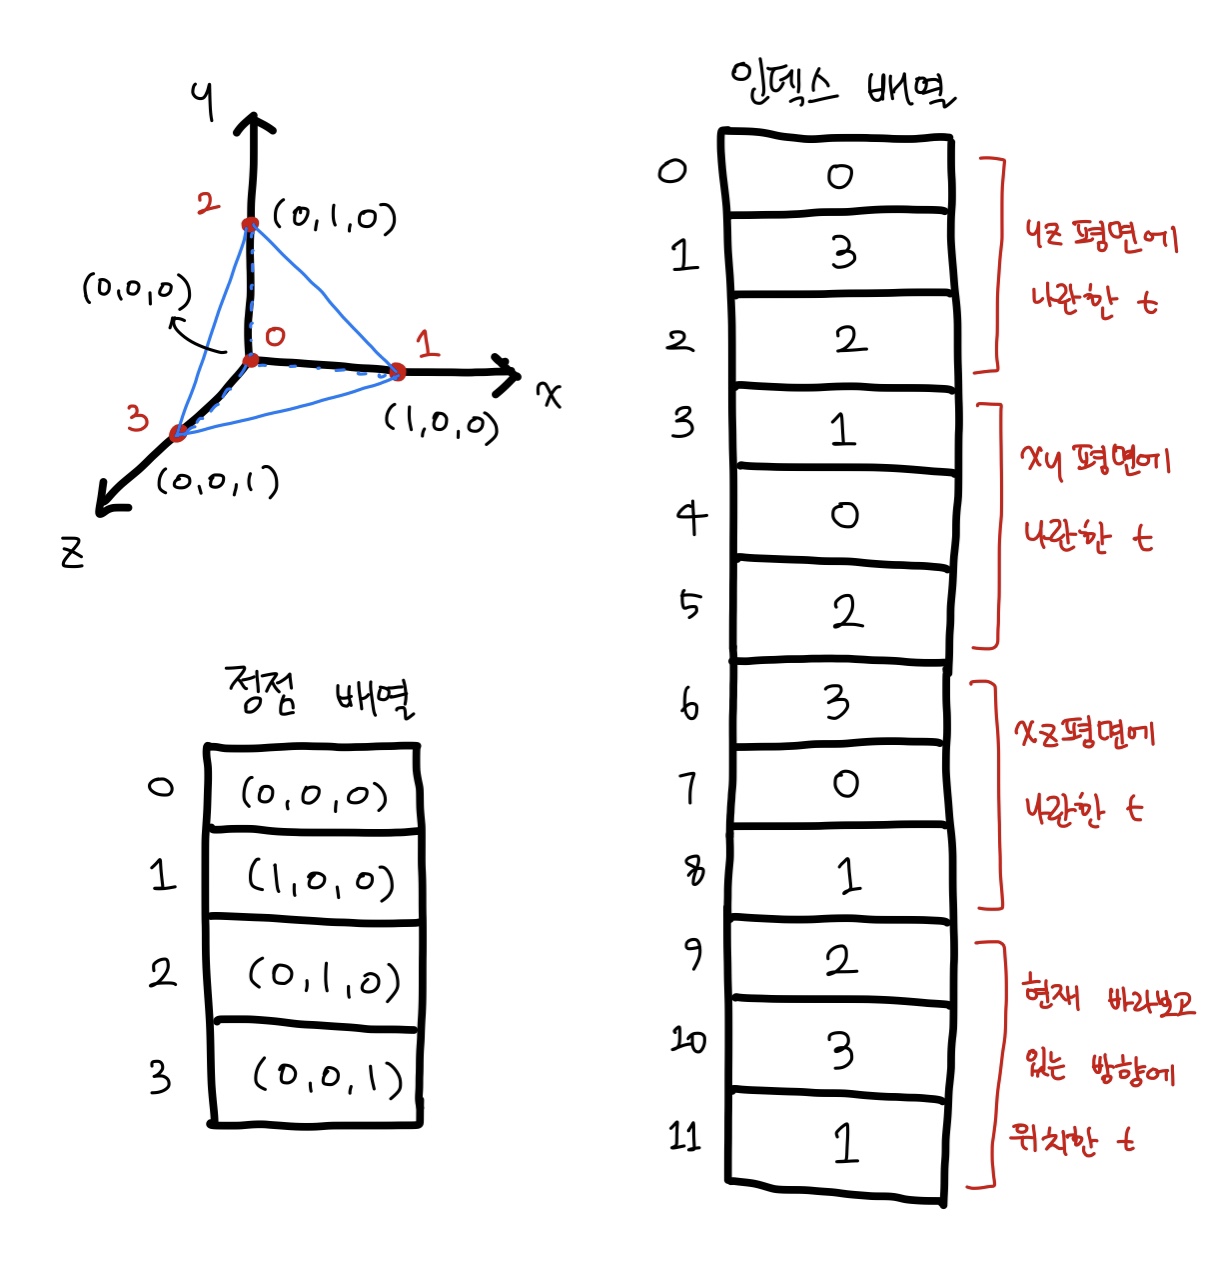 y
2
(0,1,0)
(0,0,0)
0
1
x
(1,0,0)
3
(0,0,1)
z
정점 배열
0 (0,0,0)
1 (1,0,0)
2 (0,1,0)
3 (0,0,1)
인덱스 배열
0 0
1 3
2 2
yz 평면에
나란한 t
3 1
4 0
5 2
xy 평면에
나란한 t
6 3
7 0
8 1
xz평면에
나란한 t
9 2
10 3
11 1
현재 바라보고
있는 방향에
위치한 t